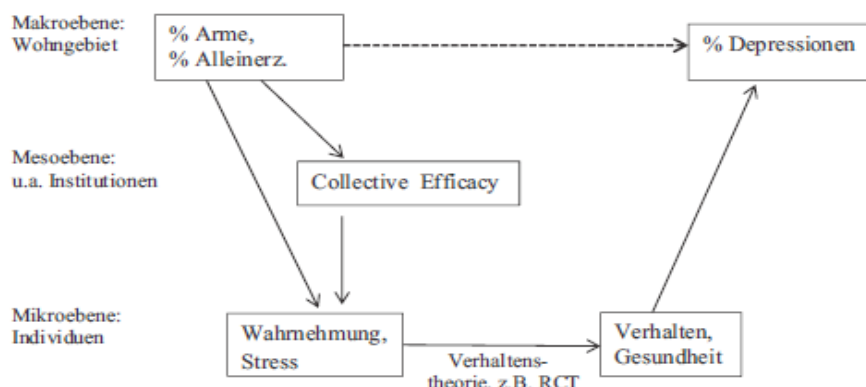 Makroebene:
Wohngebiet
% Arme,
% Alleinerz.
% Depressionen
Mesoebene:
u.a. Institutionen
Collective Efficacy
Mikroebene:
Individuen
Wahrnehmung,
Stress
Verhaltens-
theorie, z.B. RCT
Verhalten,
Gesundheit